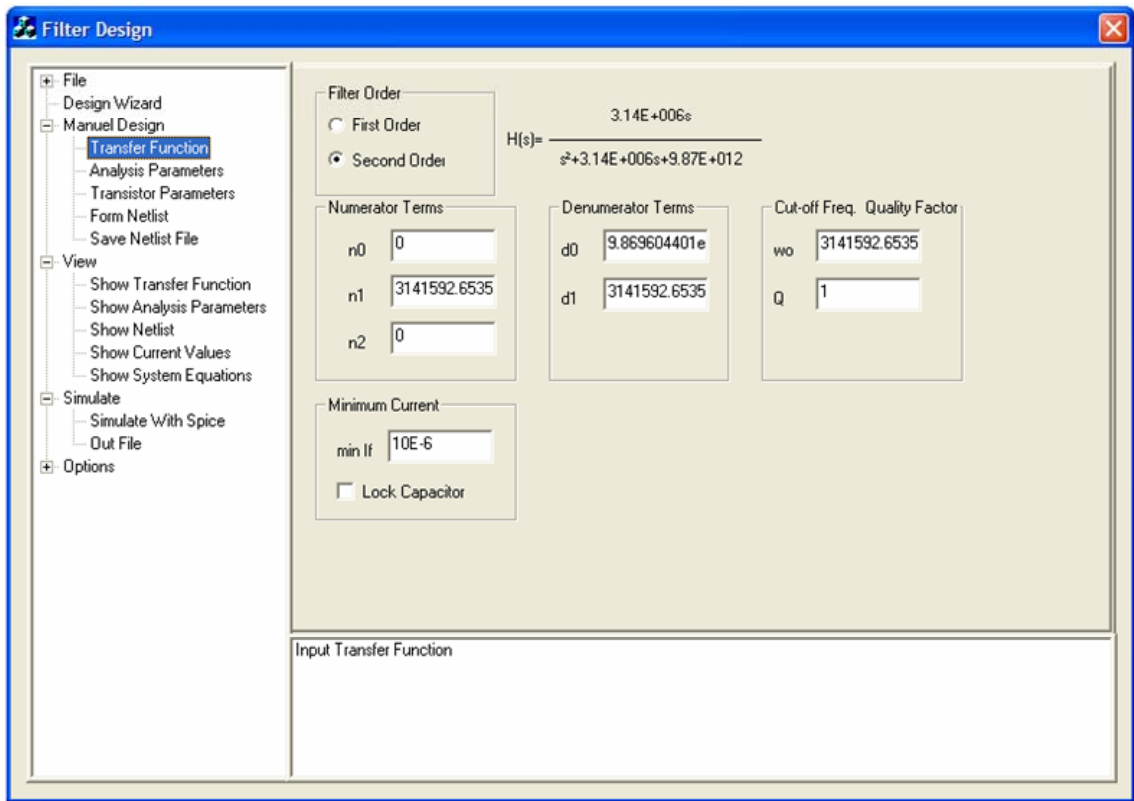 Filter Design
File
Design Wizard
Manuel Design
Transfer Function
Analysis Parameters
Transistor Parameters
Form Netlist
Save Netlist File
View
Show Transfer Function
Show Analysis Parameters
Show Netlist
Show Current Values
Show System Equations
Simulate
Simulate With Spice
Out File
Options
Filter Order
First Order
Second Order
3.14E+006s
H(s)=
s²+3.14E+006s+9.87E+012
Numerator Terms
n0 0
n1 3141592.6535
n2 0
Denumerator Terms
d0 9.869604401e
d1 3141592.6535
Cut-off Freq. Quality Factor
wo 3141592.6535
Q 1
Minimum Current
min If 10E-6
Lock Capacitor
Input Transfer Function